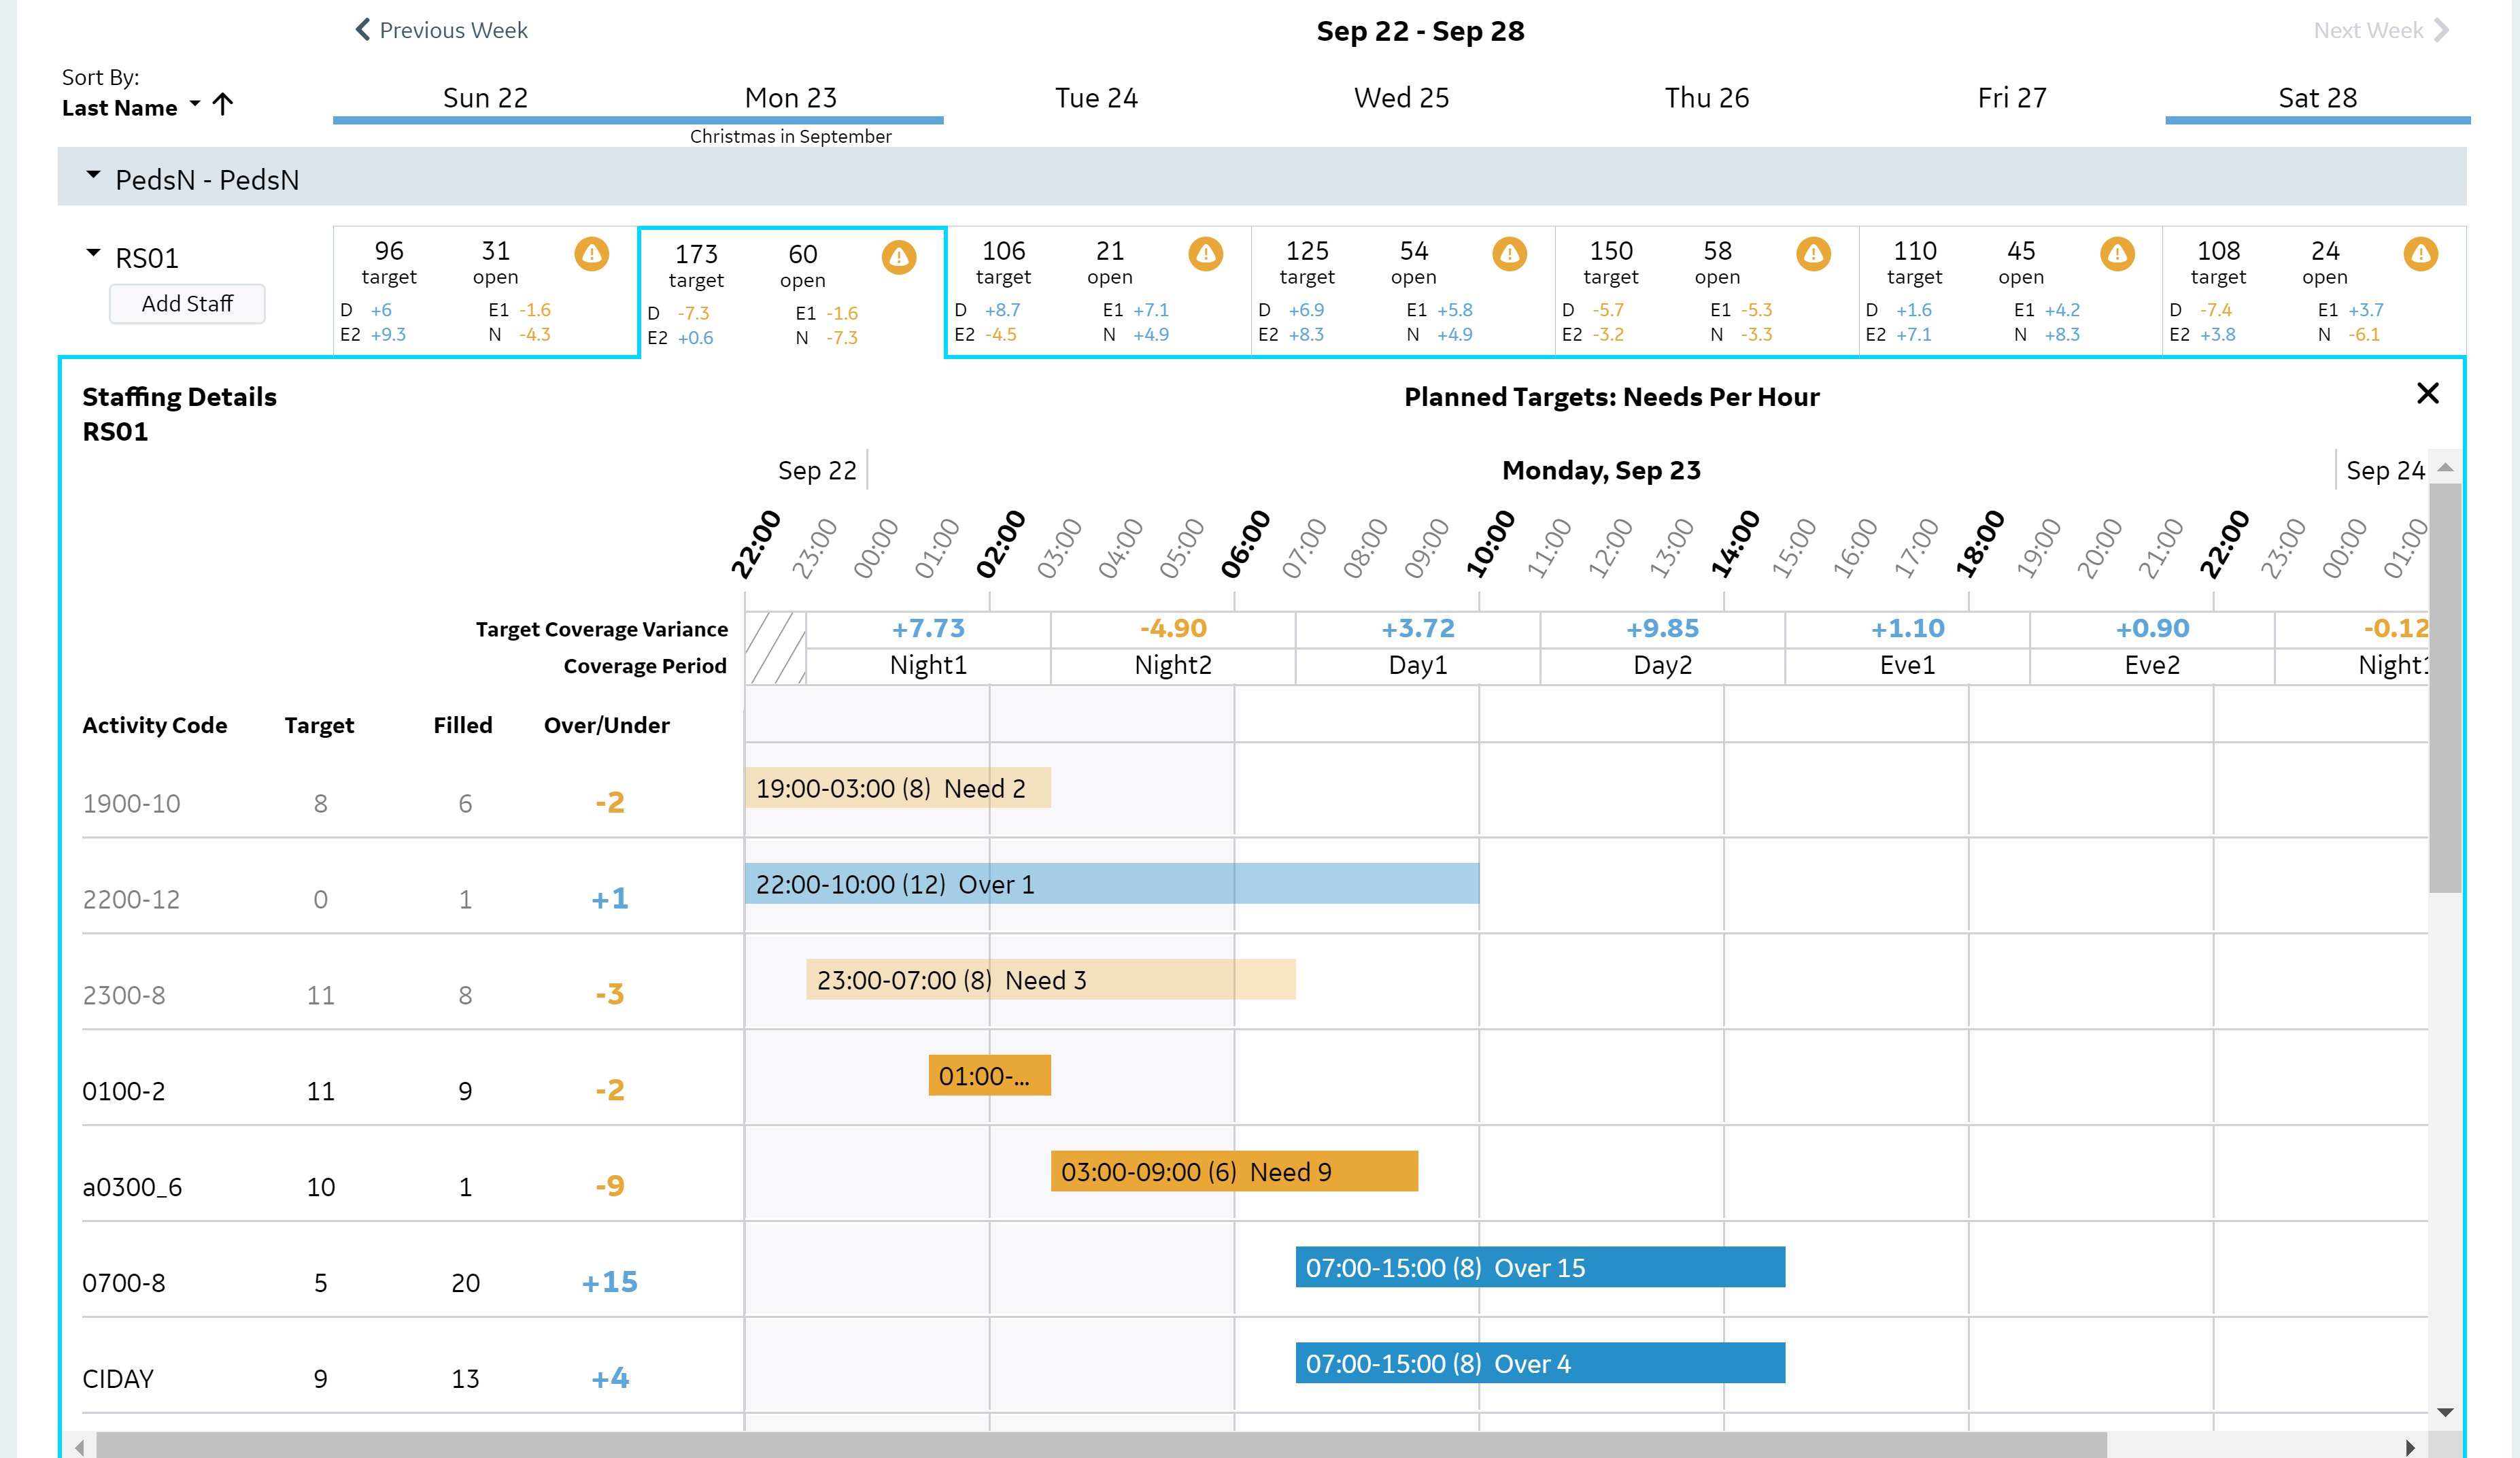 Previous Week
Sep 22 - Sep 28
Next Week
Sort By:
Last Name
Sun 22 Mon 23 Tue 24 Wed 25 Thu 26 Fri 27 Sat 28
Christmas in September
PedsN - PedsN
RS01
Add Staff
96 target 31 open
D +6 E1 -1.6
E2 +9.3 N -4.3
173 target 60 open
D -7.3 E1 -1.6
E2 +0.6 N -7.3
106 target 21 open
D +8.7 E1 +7.1
E2 -4.5 N +4.9
125 target 54 open
D +6.9 E1 +5.8
E2 +8.3 N +4.9
150 target 58 open
D -5.7 E1 -5.3
E2 -3.2 N -3.3
110 target 45 open
D +1.6 E1 +4.2
E2 +7.1 N +8.3
108 target 24 open
D -7.4 E1 +3.7
E2 +3.8 N -6.1
Staffing Details
RS01
Planned Targets: Needs Per Hour
Sep 22 Monday, Sep 23 Sep 24
22:00 23:00 00:00 01:00 02:00 03:00 04:00 05:00 06:00 07:00 08:00 09:00 10:00 11:00 12:00 13:00 14:00 15:00 16:00 17:00 18:00 19:00 20:00 21:00 22:00 23:00 00:00 01:00
Target Coverage Variance +7.73 -4.90 +3.72 +9.85 +1.10 +0.90 -0.12
Coverage Period Night1 Night2 Day1 Day2 Eve1 Eve2 Night1
Activity Code Target Filled Over/Under
1900-10 8 6 -2 19:00-03:00 (8) Need 2
2200-12 0 1 +1 22:00-10:00 (12) Over 1
2300-8 11 8 -3 23:00-07:00 (8) Need 3
0100-2 11 9 -2 01:00-...
a0300_6 10 1 -9 03:00-09:00 (6) Need 9
0700-8 5 20 +15 07:00-15:00 (8) Over 15
CIDAY 9 13 +4 07:00-15:00 (8) Over 4